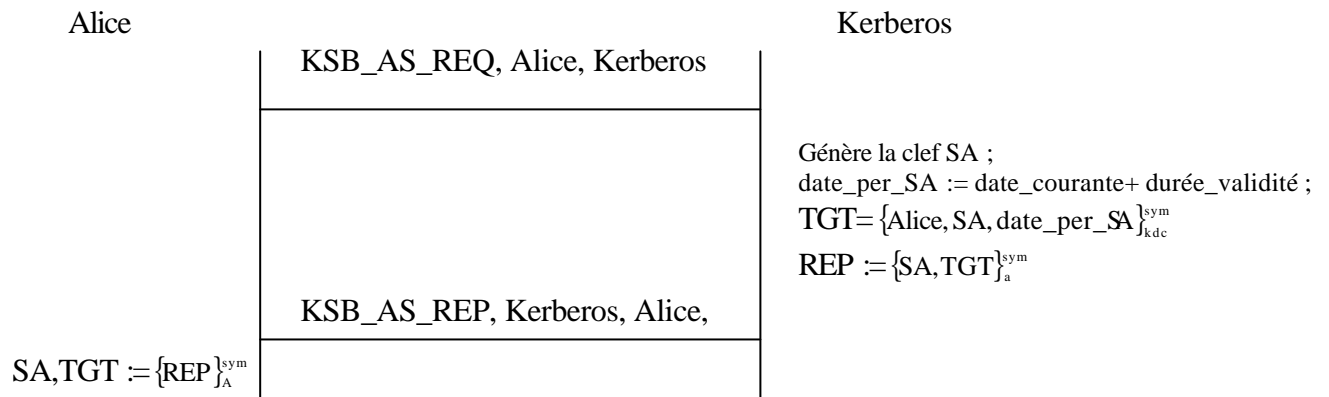 Alice
Kerberos
KSB_AS_REQ, Alice, Kerberos
Génère la clef SA ;
date_per_SA := date_courante+ durée_validité ;
TGT= {Alice, SA, date_per_SA}sym kdc
REP := {SA, TGT}sym a
KSB_AS_REP, Kerberos, Alice,
SA,TGT := {REP}sym A